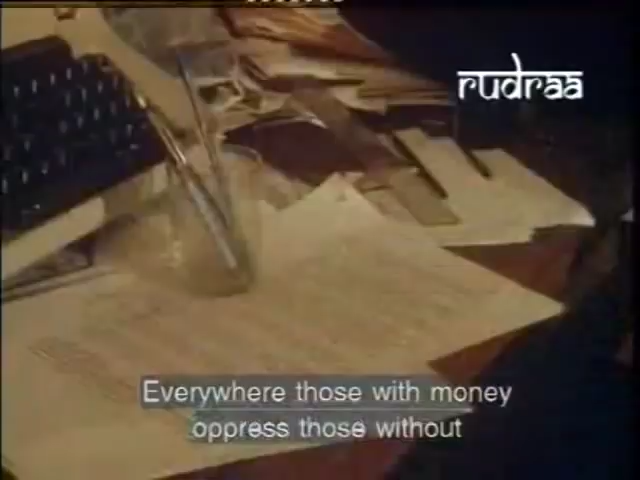 rudraa
Everywhere those with money
oppress those without